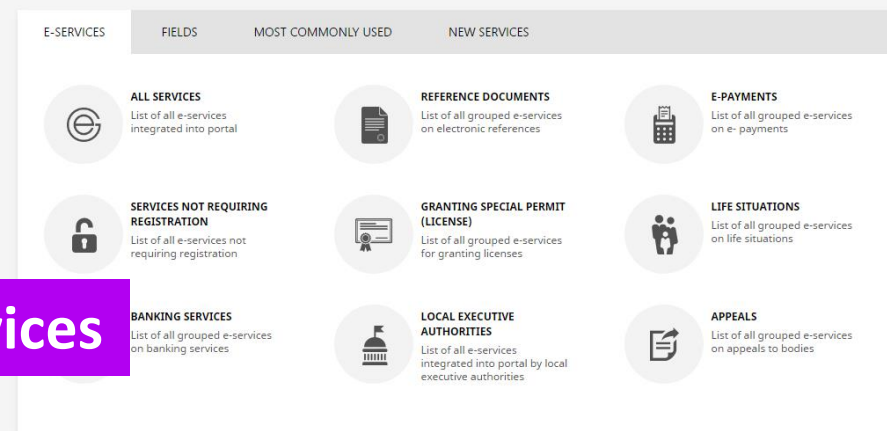 E-SERVICES
FIELDS
MOST COMMONLY USED
NEW SERVICES
ALL SERVICES
List of all e-services
integrated into portal
REFERENCE DOCUMENTS
List of all grouped e-services
on electronic references
E-PAYMENTS
List of all grouped e-services
on e- payments
SERVICES NOT REQUIRING
REGISTRATION
List of all e-services not
requiring registration
GRANTING SPECIAL PERMIT
(LICENSE)
List of all grouped e-services
for granting licenses
LIFE SITUATIONS
List of all grouped e-services
on life situations
vices
BANKING SERVICES
List of all grouped e-services
on banking services
LOCAL EXECUTIVE
AUTHORITIES
List of all e-services
integrated into portal by local
executive authorities
APPEALS
List of all grouped e-services
on appeals to bodies